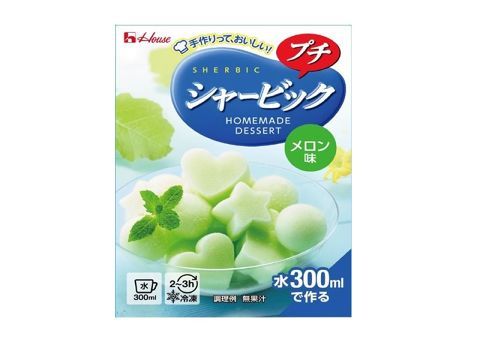 House
手作りって、おいしい!
プチ
SHERBIC
シャービック
HOMEMADE
DESSERT
メロン
味
水
300ml
2~3h
冷凍
調理例 無果汁
水300ml
で作る